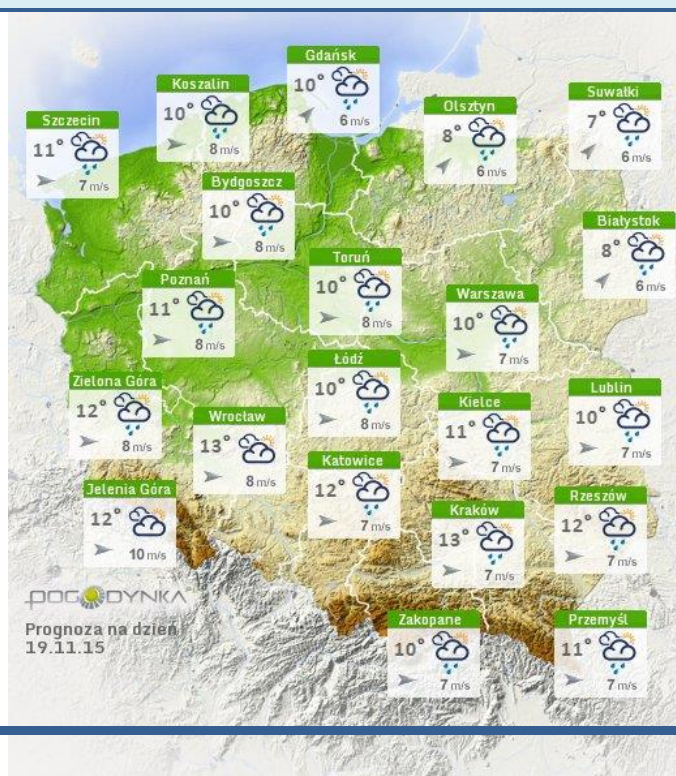 Gdańsk
10°
6 m/s
Koszalin
10°
8 m/s
Suwałki
7°
6 m/s
Olsztyn
8°
6 m/s
Szczecin
11°
7 m/s
Bydgoszcz
10°
8 m/s
Białystok
8°
6 m/s
Toruń
10°
8 m/s
Poznań
11°
8 m/s
Warszawa
10°
7 m/s
Łódź
10°
8 m/s
Zielona Góra
12°
8 m/s
Lublin
10°
7 m/s
Kielce
11°
7 m/s
Wrocław
13°
8 m/s
Katowice
12°
7 m/s
Jelenia Góra
12°
10 m/s
Rzeszów
12°
7 m/s
Kraków
13°
7 m/s
POGODYNKA
Prognoza na dzień
19.11.15
Zakopane
10°
7 m/s
Przemyśl
11°
7 m/s